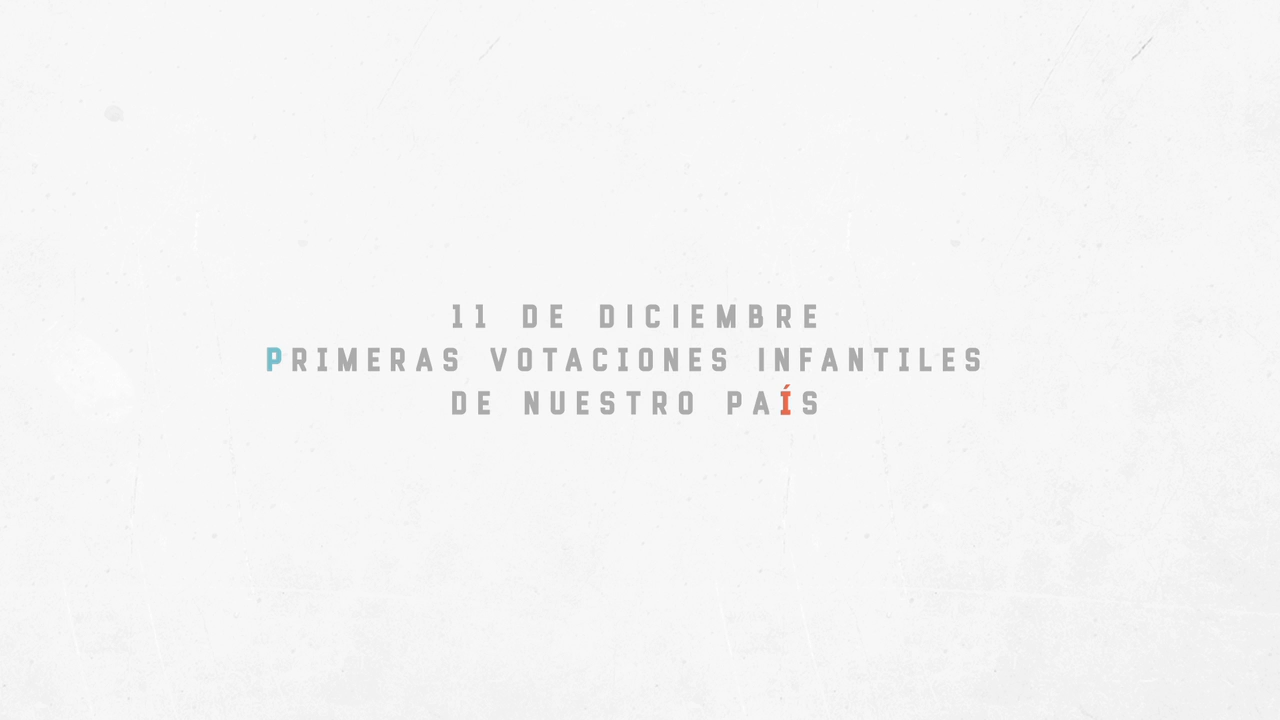 11 DE DICIEMBRE
PRIMERAS VOTACIONES INFANTILES
DE NUESTRO PAÍS